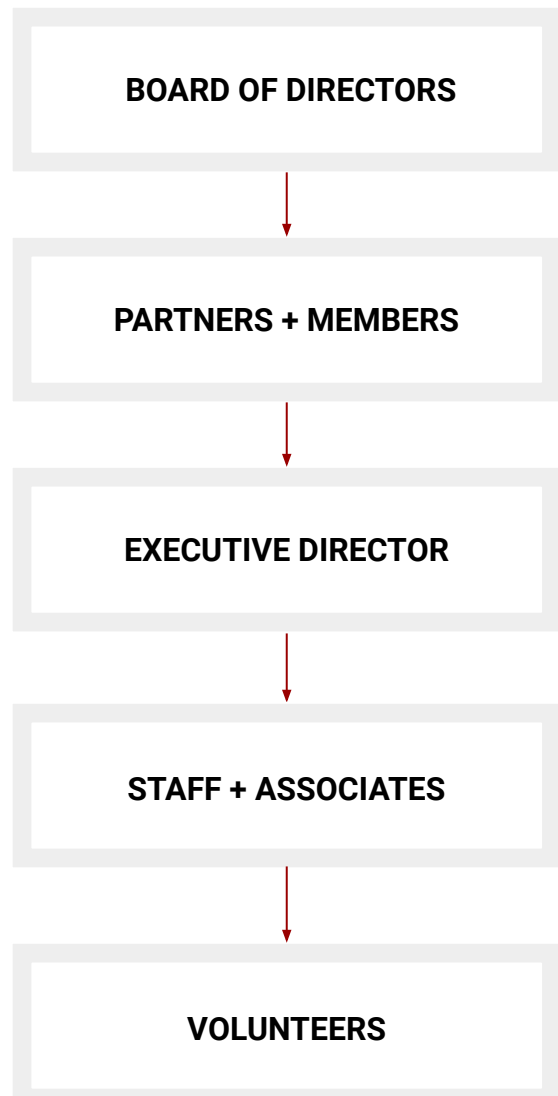 BOARD OF DIRECTORS
PARTNERS + MEMBERS
EXECUTIVE DIRECTOR
STAFF + ASSOCIATES
VOLUNTEERS